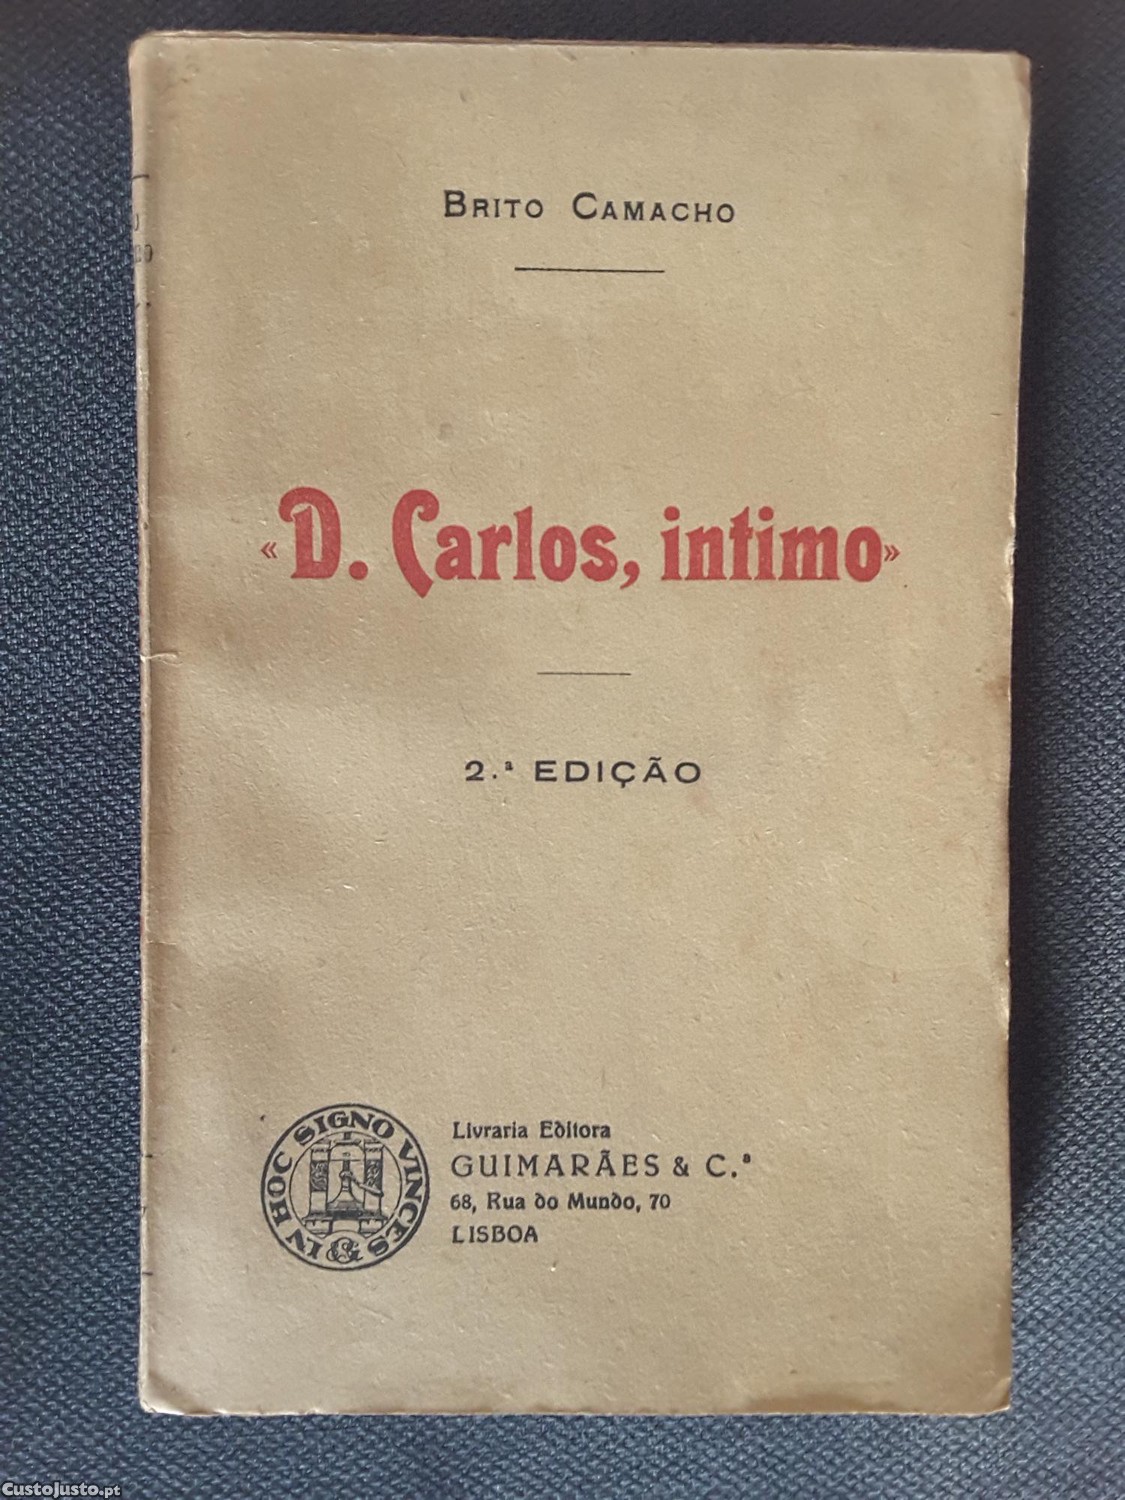 BRITO CAMACHO
«D. Carlos, intimo»
2.ª EDIÇÃO
IN HOC SIGNO VINCES
&
Livraria Editora
GUIMARÃES & C.ª
68, Rua do Mundo, 70
LISBOA
CustoJusto.pt